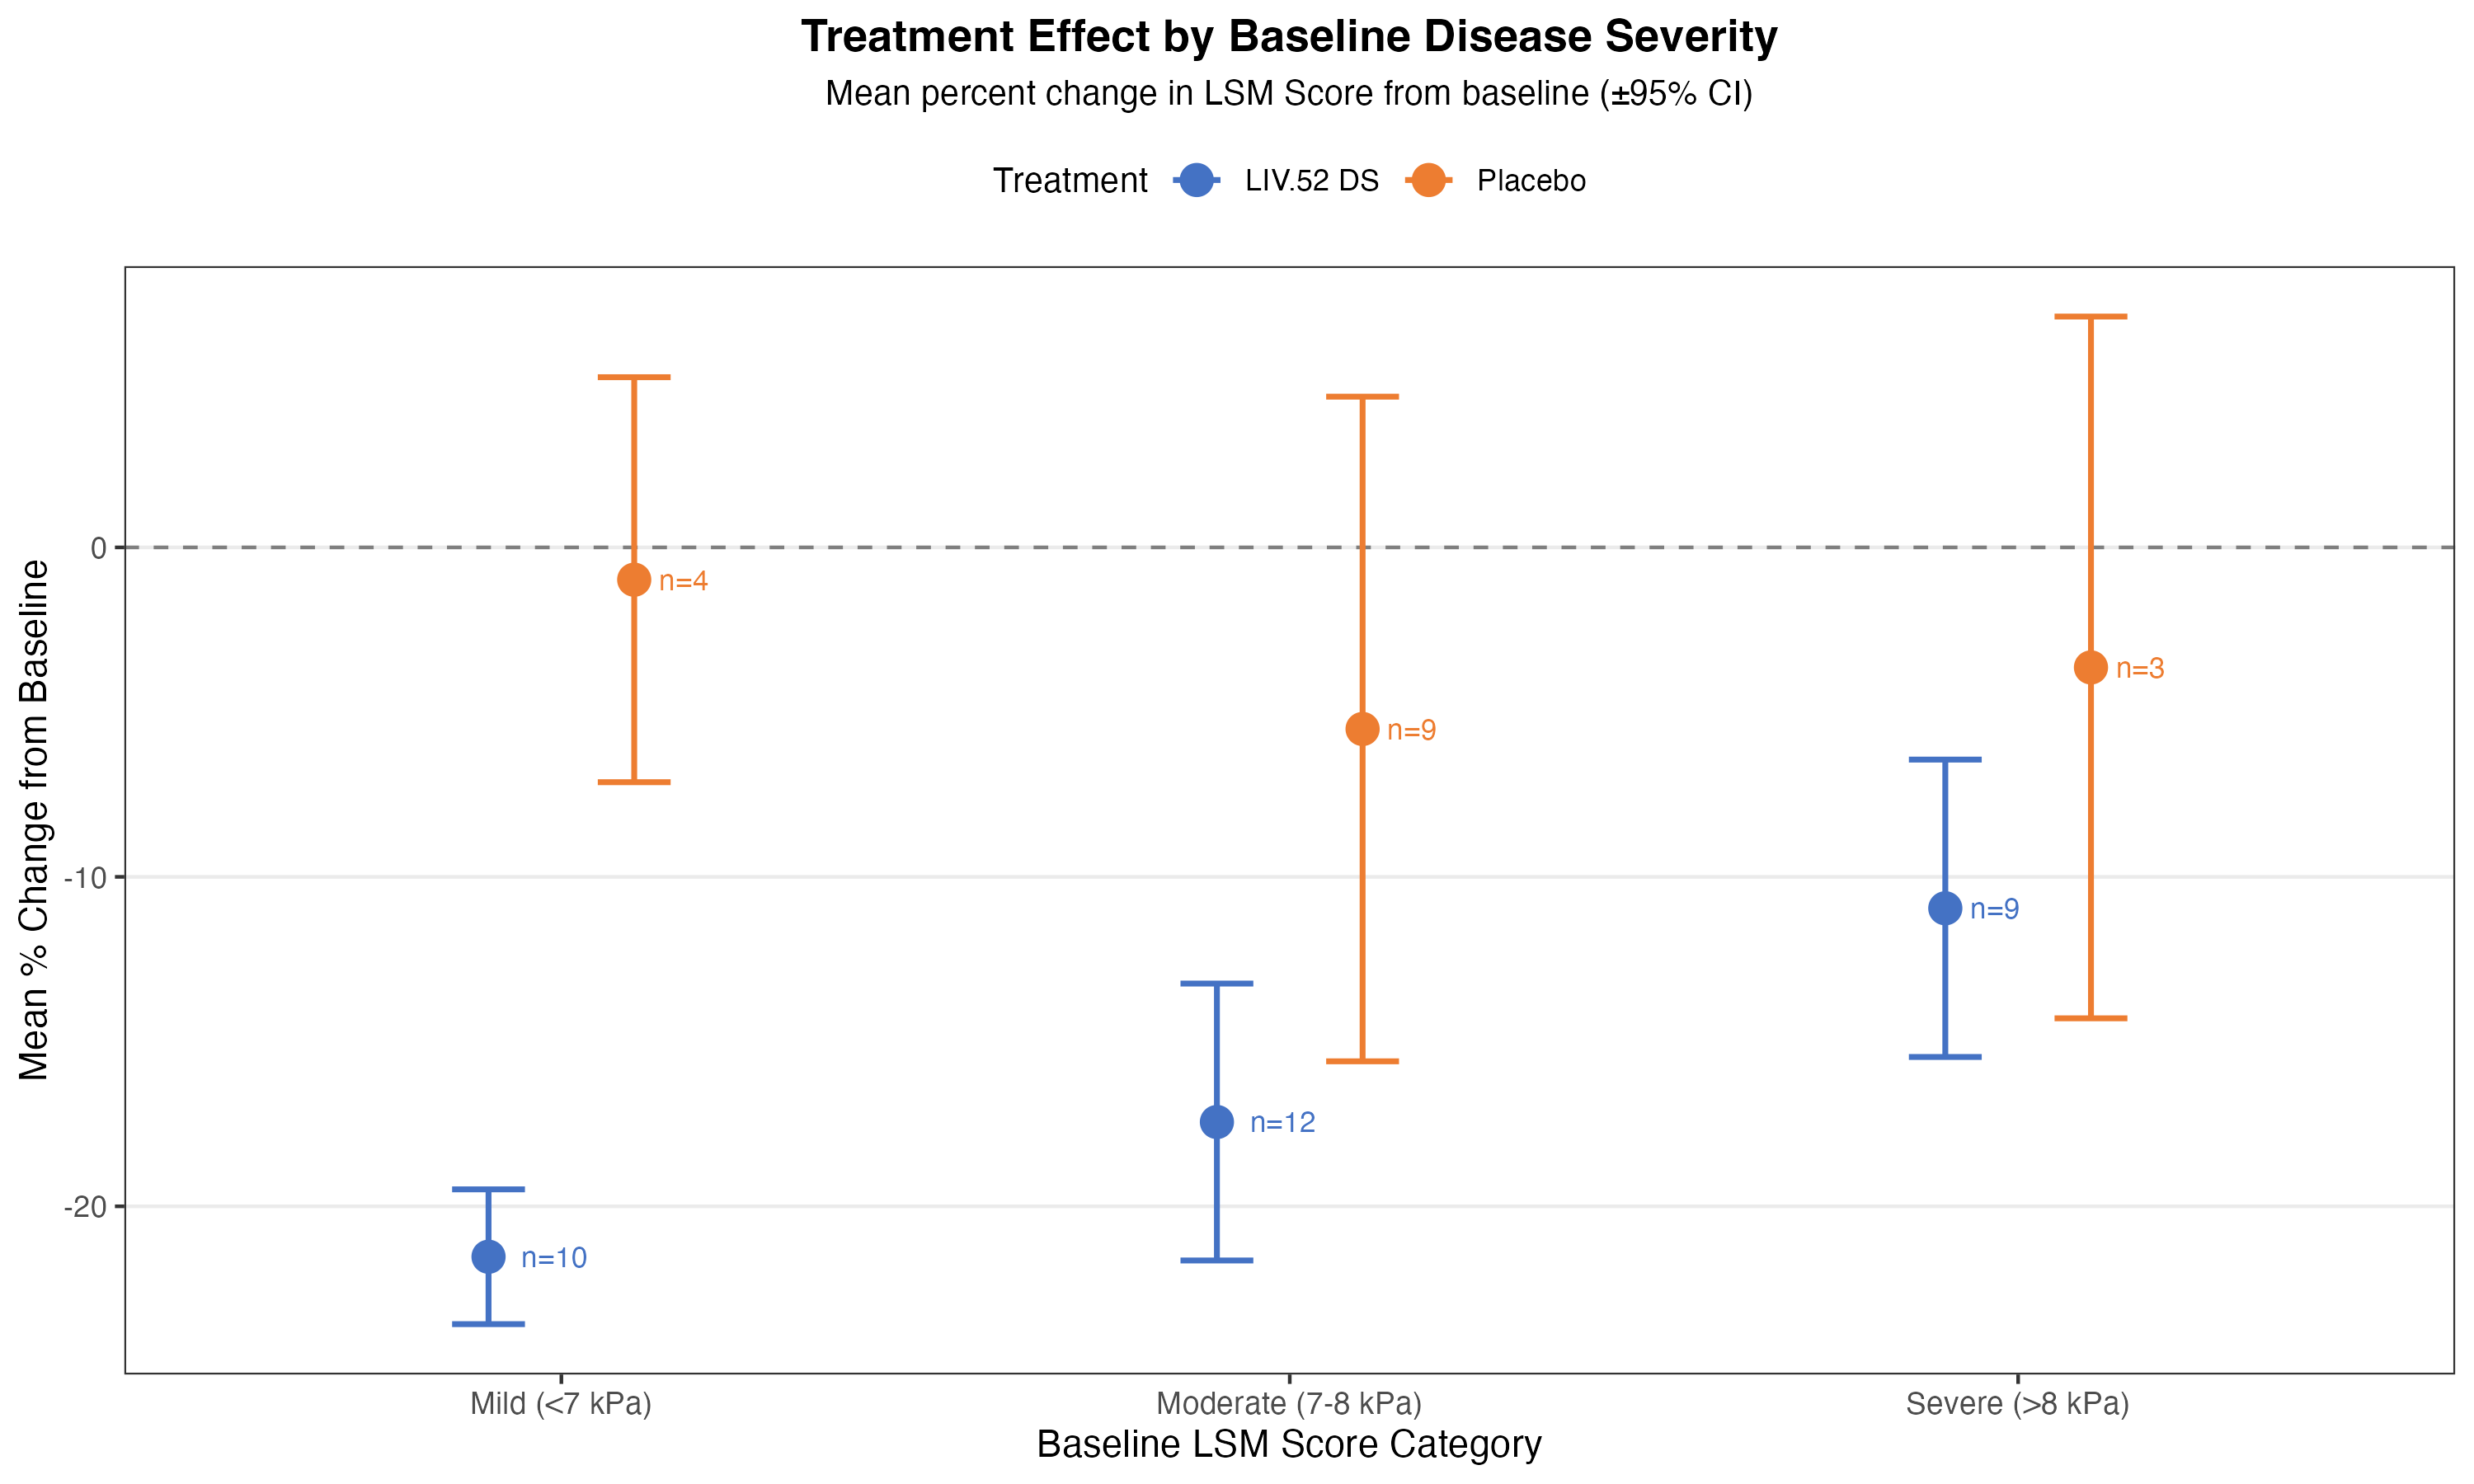 Treatment Effect by Baseline Disease Severity
Mean percent change in LSM Score from baseline (±95% CI)
Treatment LIV.52 DS Placebo
Mean % Change from Baseline
0
-10
-20
n=4
n=3
n=9
n=9
n=12
n=10
Mild (<7 kPa) Moderate (7-8 kPa) Severe (>8 kPa)
Baseline LSM Score Category